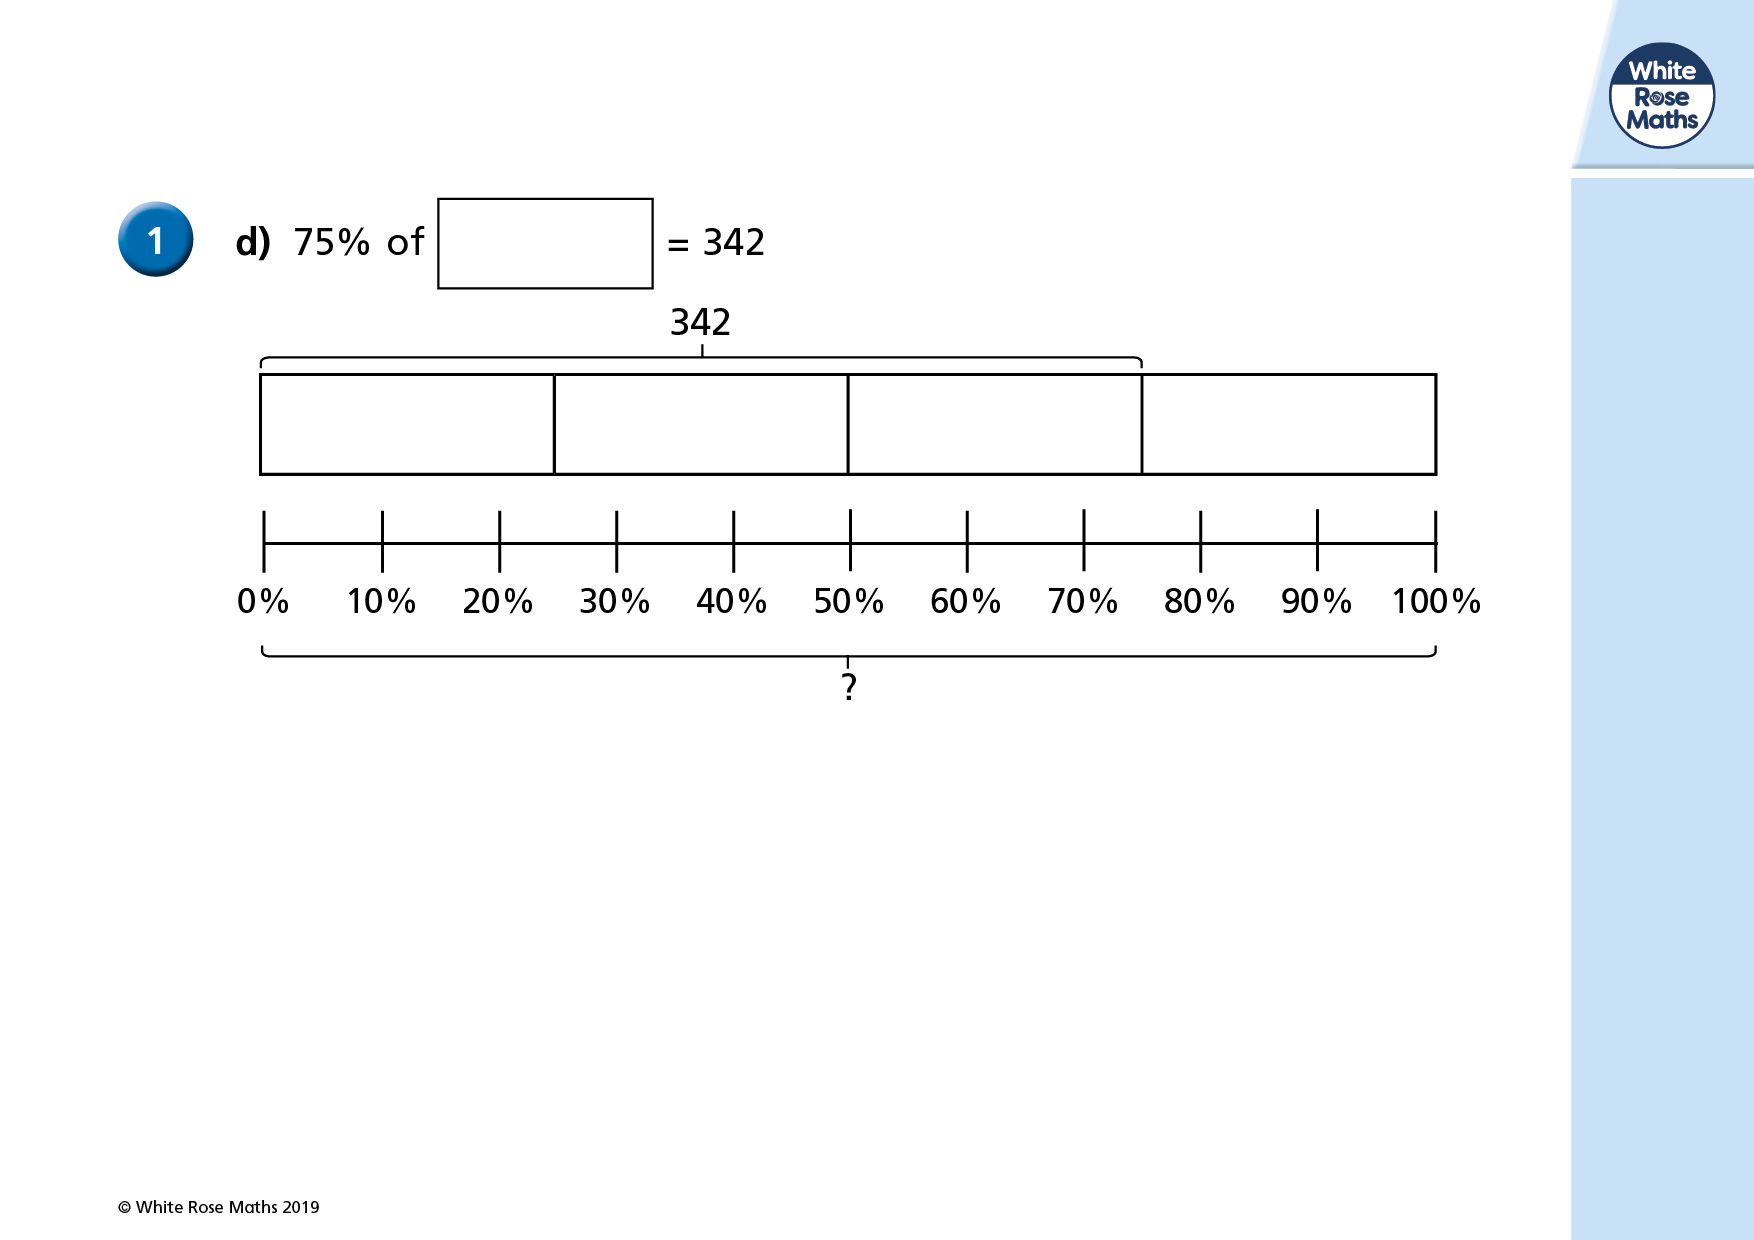 White
Rose
Maths
1 d) 75% of = 342
342
0% 10% 20% 30% 40% 50% 60% 70% 80% 90% 100%
?
© White Rose Maths 2019